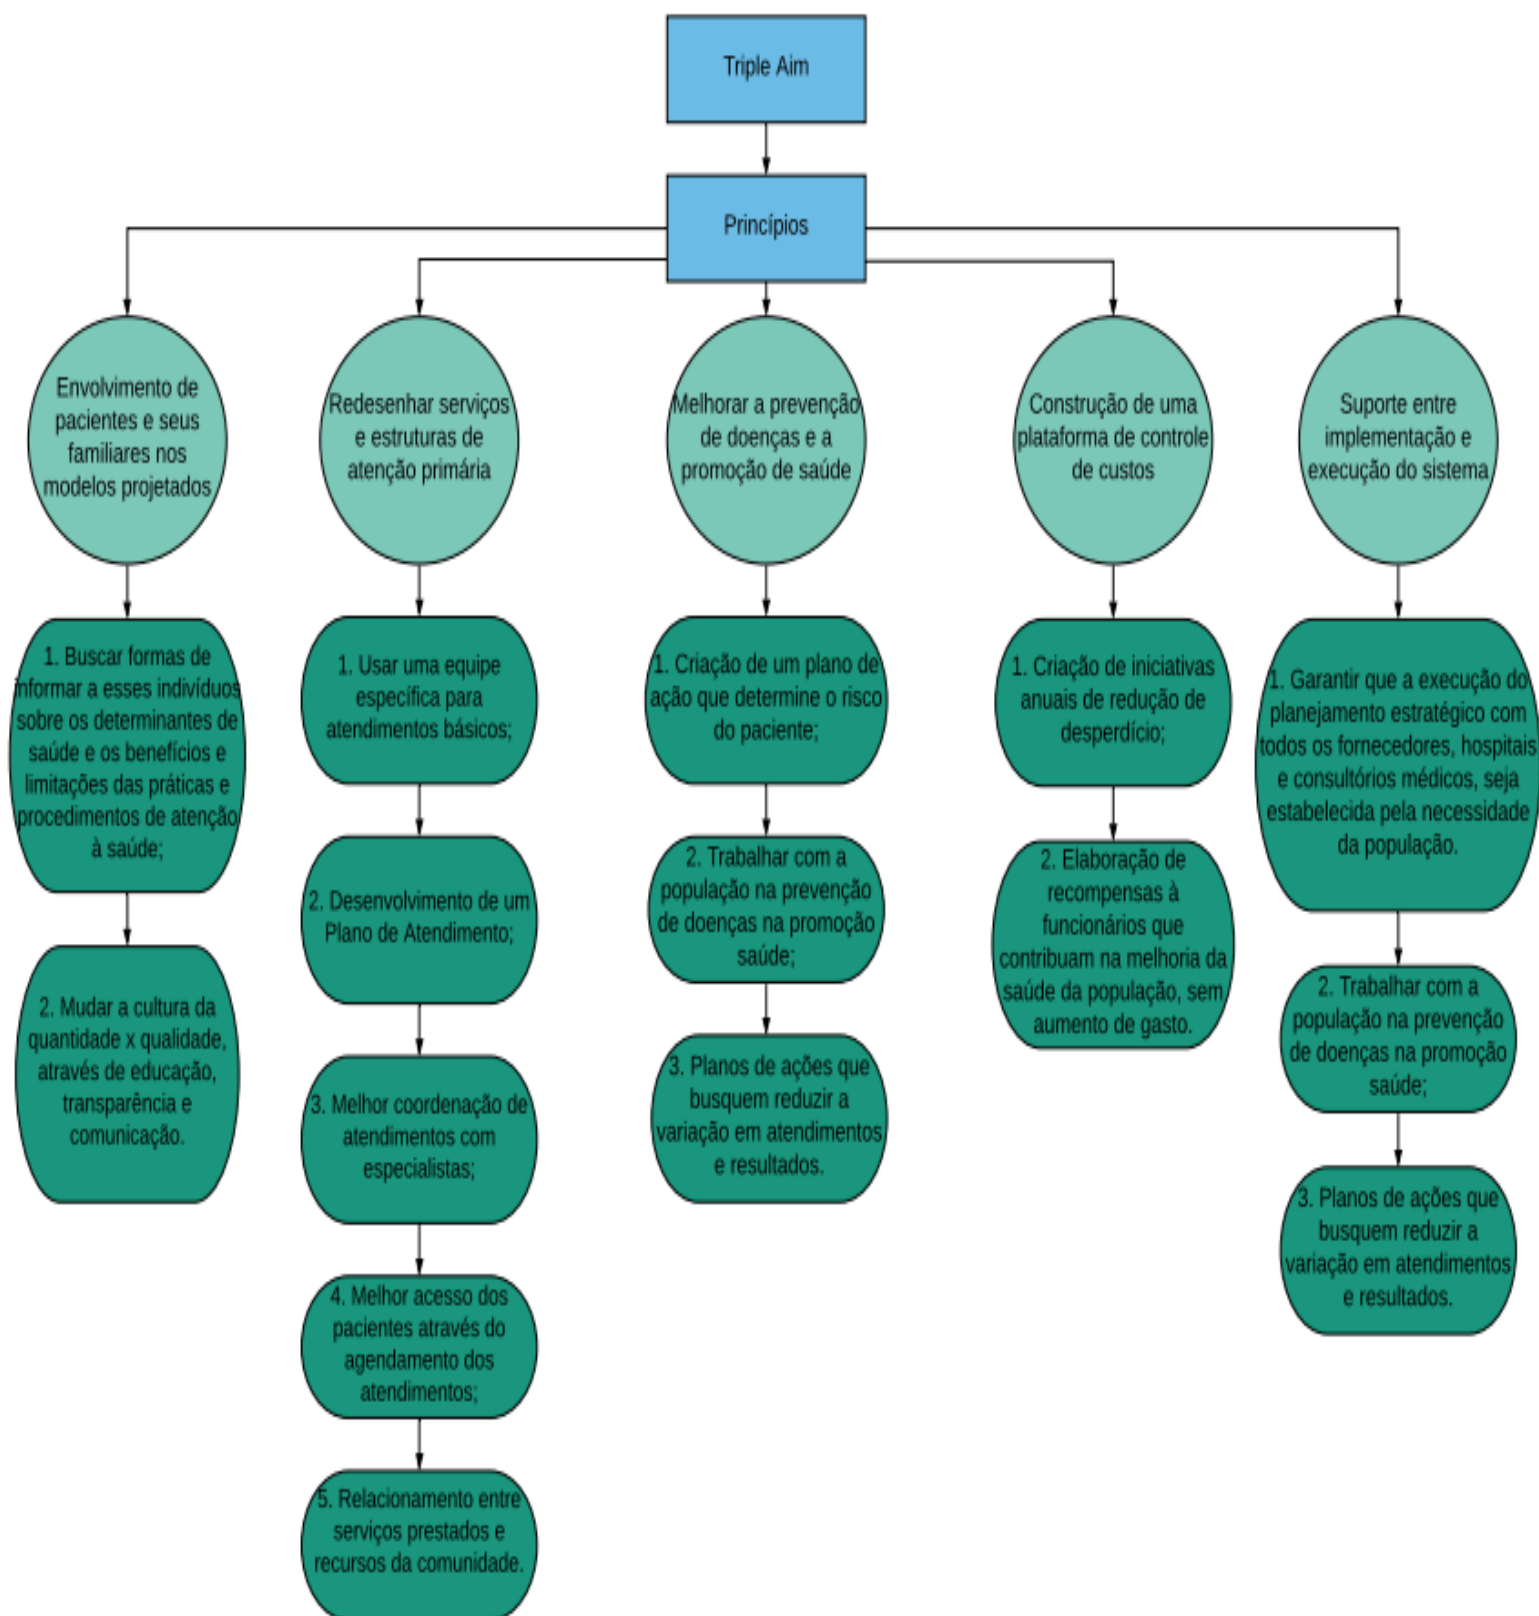 Triple Aim
Princípios
Envolvimento de
pacientes e seus
familiares nos
modelos projetados
1. Buscar formas de
informar a esses indivíduos
sobre os determinantes de
saúde e os benefícios e
limitações das práticas e
procedimentos de atenção
à saúde;
2. Mudar a cultura da
quantidade x qualidade,
através de educação,
transparência e
comunicação.
Redesenhar serviços
e estruturas de
atenção primária
1. Usar uma equipe
específica para
atendimentos básicos;
2. Desenvolvimento de um
Plano de Atendimento;
3. Melhor coordenação de
atendimentos com
especialistas;
4. Melhor acesso dos
pacientes através do
agendamento dos
atendimentos;
5. Relacionamento entre
serviços prestados e
recursos da comunidade.
Melhorar a prevenção
de doenças e a
promoção de saúde
1. Criação de um plano de
ação que determine o risco
do paciente;
2. Trabalhar com a
população na prevenção
de doenças na promoção
saúde;
3. Planos de ações que
busquem reduzir a
variação em atendimentos
e resultados.
Construção de uma
plataforma de controle
de custos
1. Criação de iniciativas
anuais de redução de
desperdício;
2. Elaboração de
recompensas à
funcionários que
contribuam na melhoria da
saúde da população, sem
aumento de gasto.
Suporte entre
implementação e
execução do sistema
1. Garantir que a execução do
planejamento estratégico com
todos os fornecedores, hospitais
e consultórios médicos, seja
estabelecida pela necessidade
da população.
2. Trabalhar com a
população na prevenção
de doenças na promoção
saúde;
3. Planos de ações que
busquem reduzir a
variação em atendimentos
e resultados.